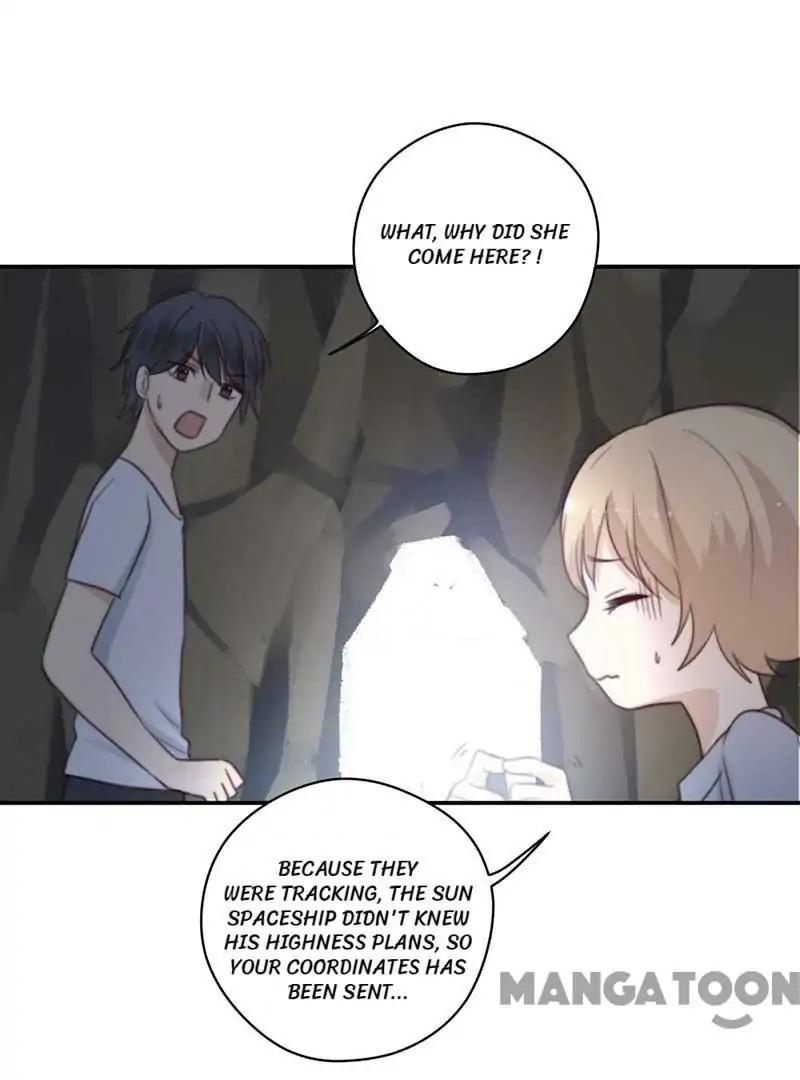 WHAT, WHY DID SHE
COME HERE? !
BECAUSE THEY
WERE TRACKING, THE SUN
SPACESHIP DIDN'T KNEW
HIS HIGHNESS PLANS, SO
YOUR COORDINATES HAS
BEEN SENT...
MANGATOON